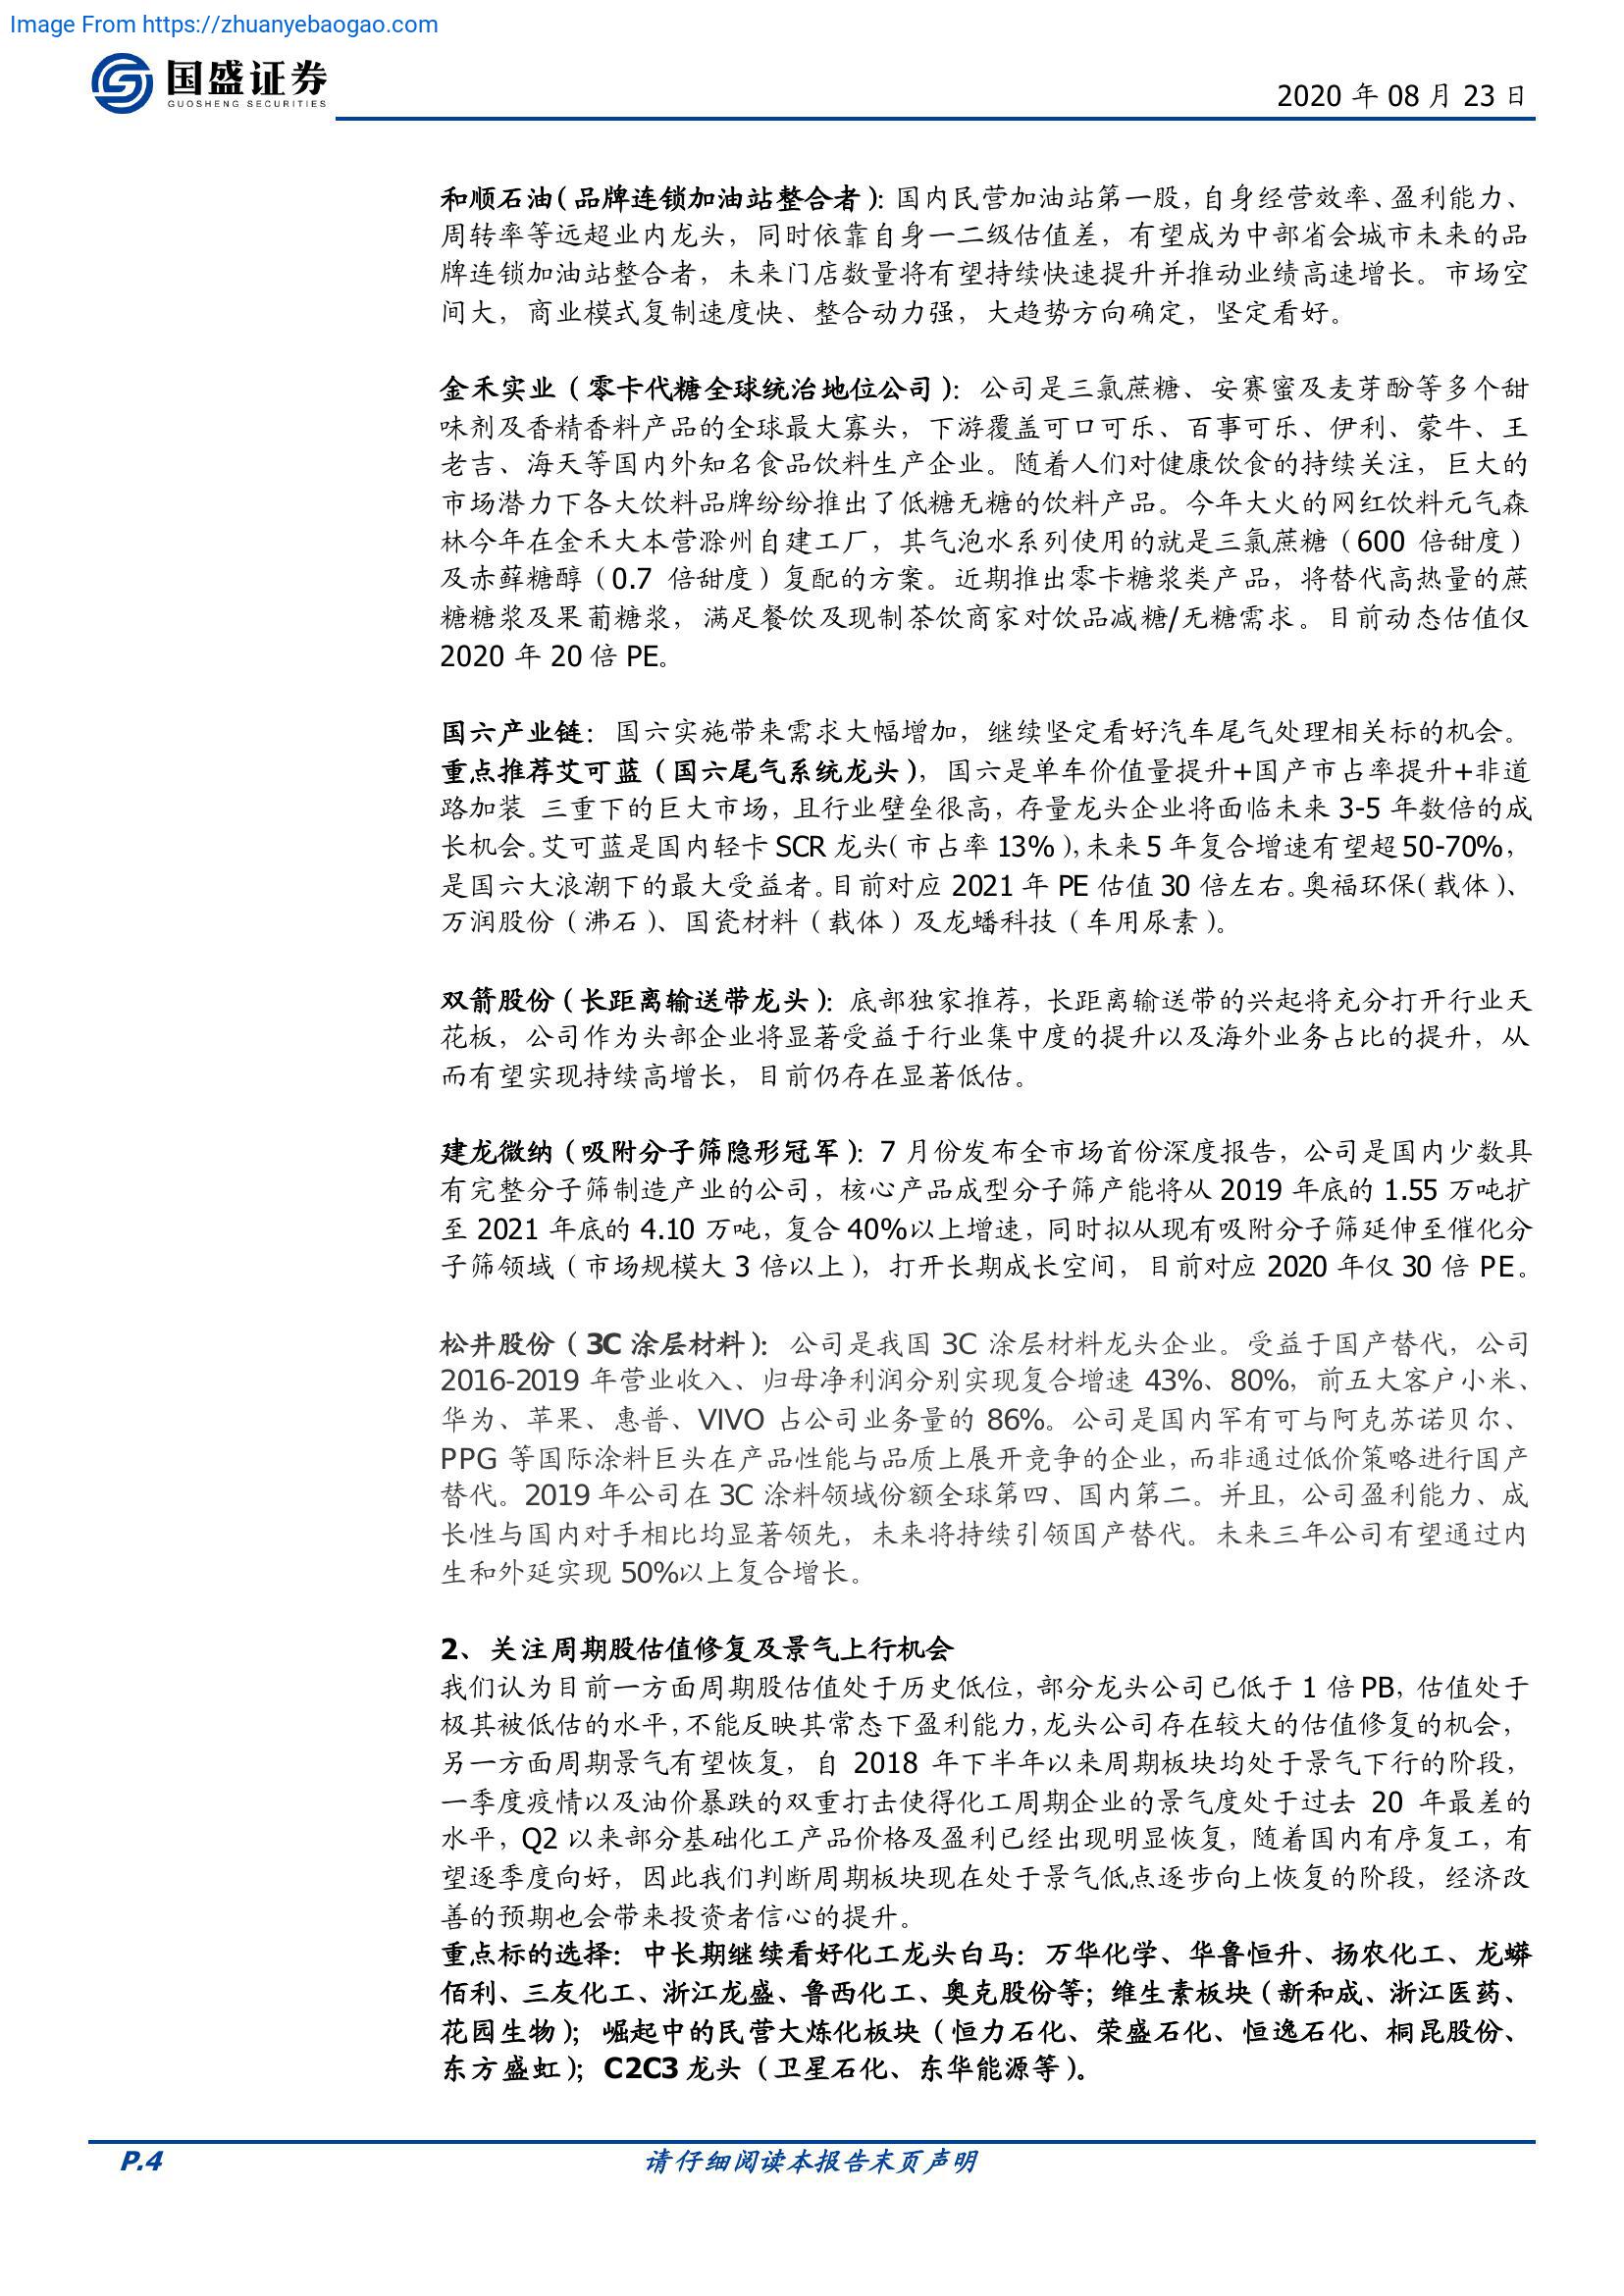 Image From https://zhuanyebaogao.com
国盛证券
GUOSHENG SECURITIES
2020 年 08 月 23 日
和顺石油（品牌连锁加油站整合者）：国内民营加油站第一股，自身经营效率、盈利能力、
周转率等远超业内龙头，同时依靠自身一二级估值差，有望成为中部省会城市未来的品
牌连锁加油站整合者，未来门店数量将有望持续快速提升并推动业绩高速增长。市场空
间大，商业模式复制速度快、整合动力强，大趋势方向确定，坚定看好。
金禾实业（零卡代糖全球统治地位公司）：公司是三氯蔗糖、安赛蜜及麦芽酚等多个甜
味剂及香精香料产品的全球最大寡头，下游覆盖可口可乐、百事可乐、伊利、蒙牛、王
老吉、海天等国内外知名食品饮料生产企业。随着人们对健康饮食的持续关注，巨大的
市场潜力下各大饮料品牌纷纷推出了低糖无糖的饮料产品。今年大火的网红饮料元气森
林今年在金禾大本营滁州自建工厂，其气泡水系列使用的就是三氯蔗糖（600 倍甜度）
及赤藓糖醇（0.7 倍甜度）复配的方案。近期推出零卡糖浆类产品，将替代高热量的蔗
糖糖浆及果葡糖浆，满足餐饮及现制茶饮商家对饮品减糖/无糖需求。目前动态估值仅
2020 年 20 倍 PE。
国六产业链：国六实施带来需求大幅增加，继续坚定看好汽车尾气处理相关标的机会。
重点推荐艾可蓝（国六尾气系统龙头），国六是单车价值量提升+国产市占率提升+非道
路加装 三重下的巨大市场，且行业壁垒很高，存量龙头企业将面临未来 3-5 年数倍的成
长机会。艾可蓝是国内轻卡 SCR 龙头（市占率 13%），未来 5 年复合增速有望超 50-70%，
是国六大浪潮下的最大受益者。目前对应 2021 年 PE 估值 30 倍左右。奥福环保（载体）、
万润股份（沸石）、国瓷材料（载体）及龙蟠科技（车用尿素）。
双箭股份（长距离输送带龙头）：底部独家推荐，长距离输送带的兴起将充分打开行业天
花板，公司作为头部企业将显著受益于行业集中度的提升以及海外业务占比的提升，从
而有望实现持续高增长，目前仍存在显著低估。
建龙微纳（吸附分子筛隐形冠军）：7 月份发布全市场首份深度报告，公司是国内少数具
有完整分子筛制造产业的公司，核心产品成型分子筛产能将从 2019 年底的 1.55 万吨扩
至 2021 年底的 4.10 万吨，复合 40%以上增速，同时拟从现有吸附分子筛延伸至催化分
子筛领域（市场规模大 3 倍以上），打开长期成长空间，目前对应 2020 年仅 30 倍 PE。
松井股份（3C 涂层材料）：公司是我国 3C 涂层材料龙头企业。受益于国产替代，公司
2016-2019 年营业收入、归母净利润分别实现复合增速 43%、80%，前五大客户小米、
华为、苹果、惠普、VIVO 占公司业务量的 86%。公司是国内罕有可与阿克苏诺贝尔、
PPG 等国际涂料巨头在产品性能与品质上展开竞争的企业，而非通过低价策略进行国产
替代。2019 年公司在 3C 涂料领域份额全球第四、国内第二。并且，公司盈利能力、成
长性与国内对手相比均显著领先，未来将持续引领国产替代。未来三年公司有望通过内
生和外延实现 50%以上复合增长。
2、关注周期股估值修复及景气上行机会
我们认为目前一方面周期股估值处于历史低位，部分龙头公司已低于 1 倍 PB，估值处于
极其被低估的水平，不能反映其常态下盈利能力，龙头公司存在较大的估值修复的机会，
另一方面周期景气有望恢复，自 2018 年下半年以来周期板块均处于景气下行的阶段，
一季度疫情以及油价暴跌的双重打击使得化工周期企业的景气度处于过去 20 年最差的
水平，Q2 以来部分基础化工产品价格及盈利已经出现明显恢复，随着国内有序复工，有
望逐季度向好，因此我们判断周期板块现在处于景气低点逐步向上恢复的阶段，经济改
善的预期也会带来投资者信心的提升。
重点标的选择：中长期继续看好化工龙头白马：万华化学、华鲁恒升、扬农化工、龙蟒
佰利、三友化工、浙江龙盛、鲁西化工、奥克股份等；维生素板块（新和成、浙江医药、
花园生物）；崛起中的民营大炼化板块（恒力石化、荣盛石化、恒逸石化、桐昆股份、
东方盛虹）；C2C3 龙头（卫星石化、东华能源等）。
P.4
请仔细阅读本报告末页声明